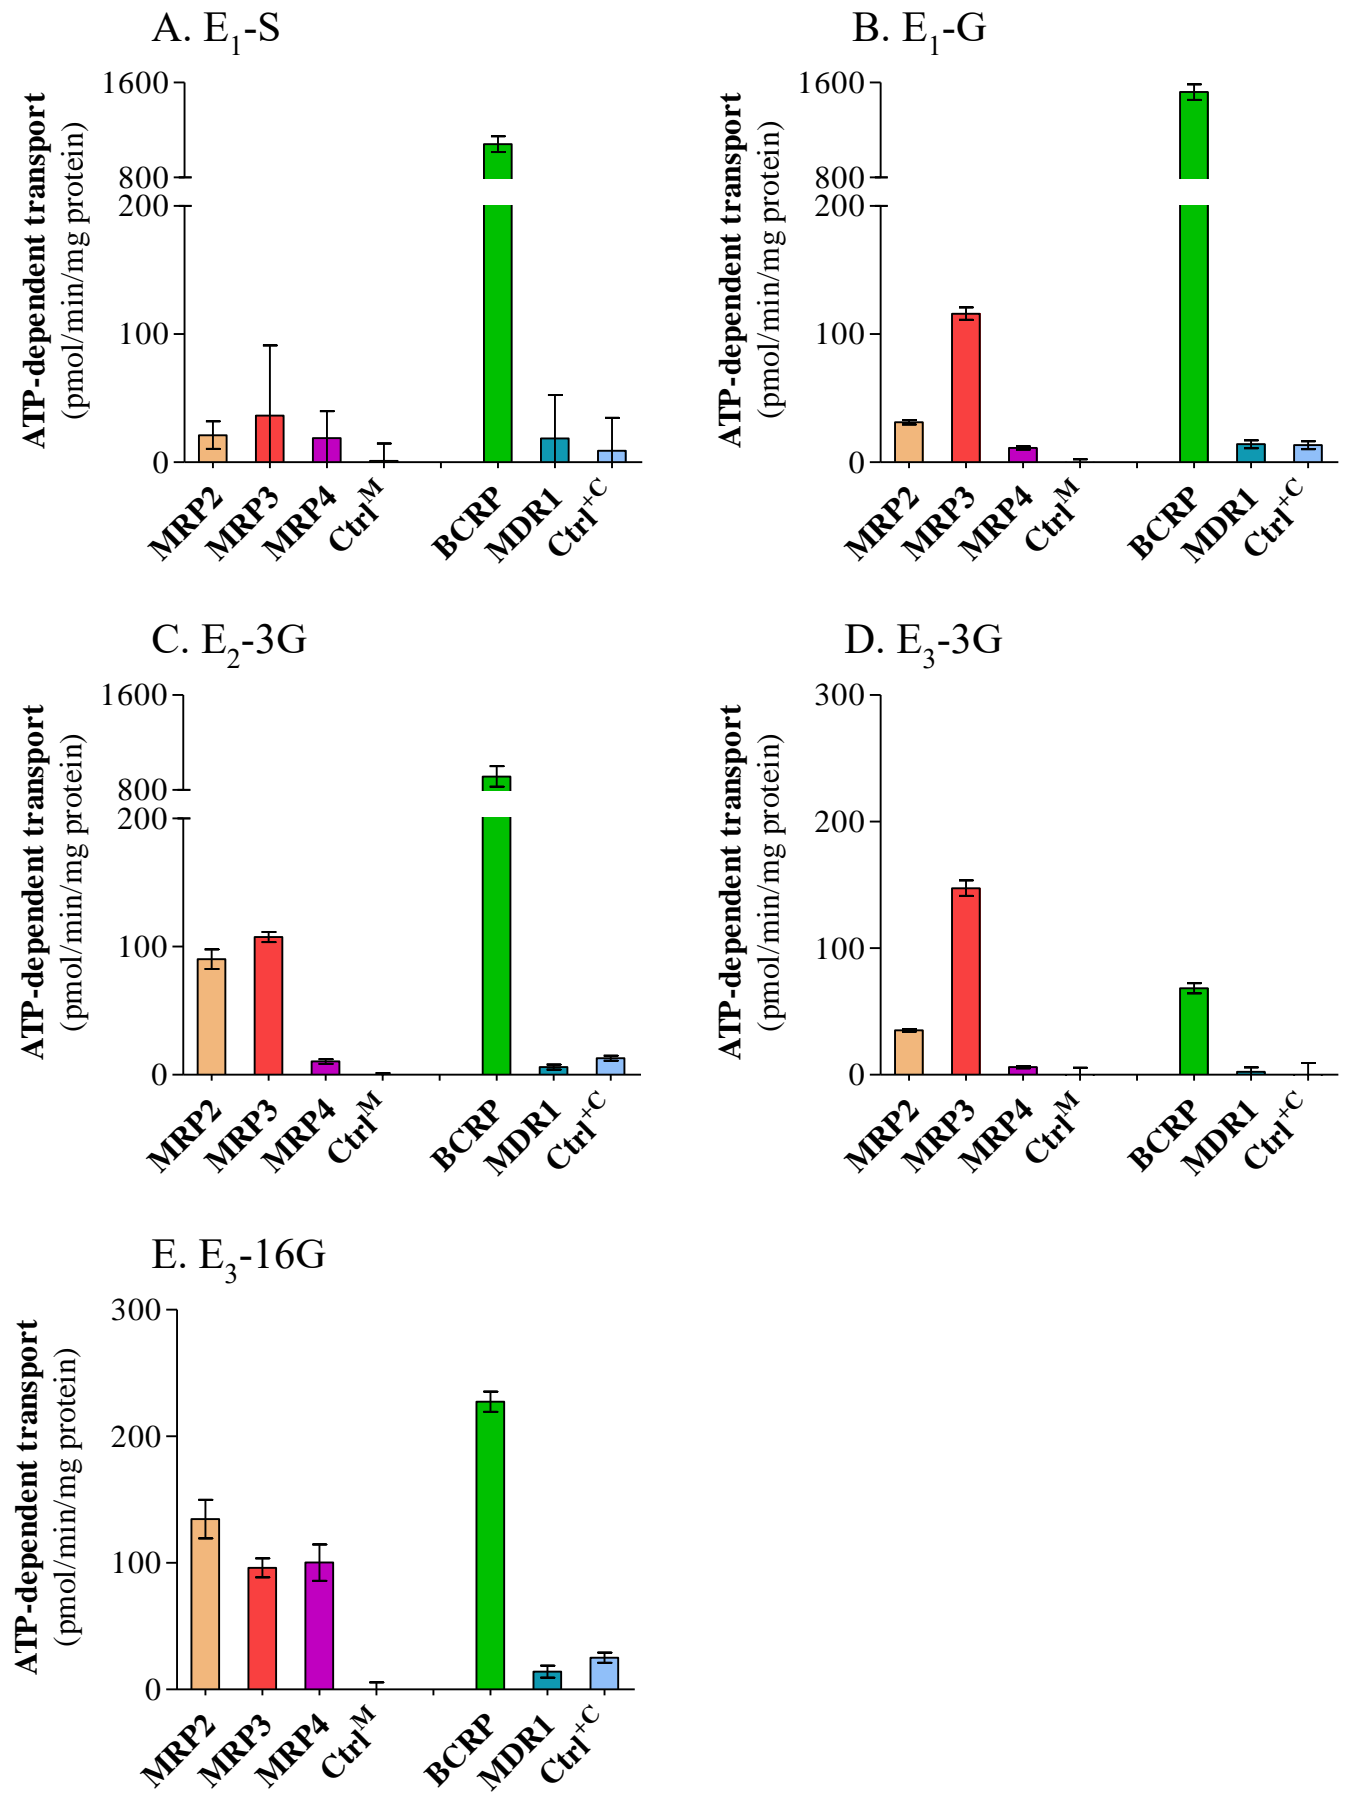 A. E₁-S
ATP-dependent transport
(pmol/min/mg protein)
1600
800
200
100
0
MRP2
MRP3
MRP4
Ctrlᴹ
BCRP
MDR1
Ctrl⁺ᶜ
B. E₁-G
ATP-dependent transport
(pmol/min/mg protein)
1600
800
200
100
0
MRP2
MRP3
MRP4
Ctrlᴹ
BCRP
MDR1
Ctrl⁺ᶜ
C. E₂-3G
ATP-dependent transport
(pmol/min/mg protein)
1600
800
200
100
0
MRP2
MRP3
MRP4
Ctrlᴹ
BCRP
MDR1
Ctrl⁺ᶜ
D. E₃-3G
ATP-dependent transport
(pmol/min/mg protein)
300
200
100
0
MRP2
MRP3
MRP4
Ctrlᴹ
BCRP
MDR1
Ctrl⁺ᶜ
E. E₃-16G
ATP-dependent transport
(pmol/min/mg protein)
300
200
100
0
MRP2
MRP3
MRP4
Ctrlᴹ
BCRP
MDR1
Ctrl⁺ᶜ